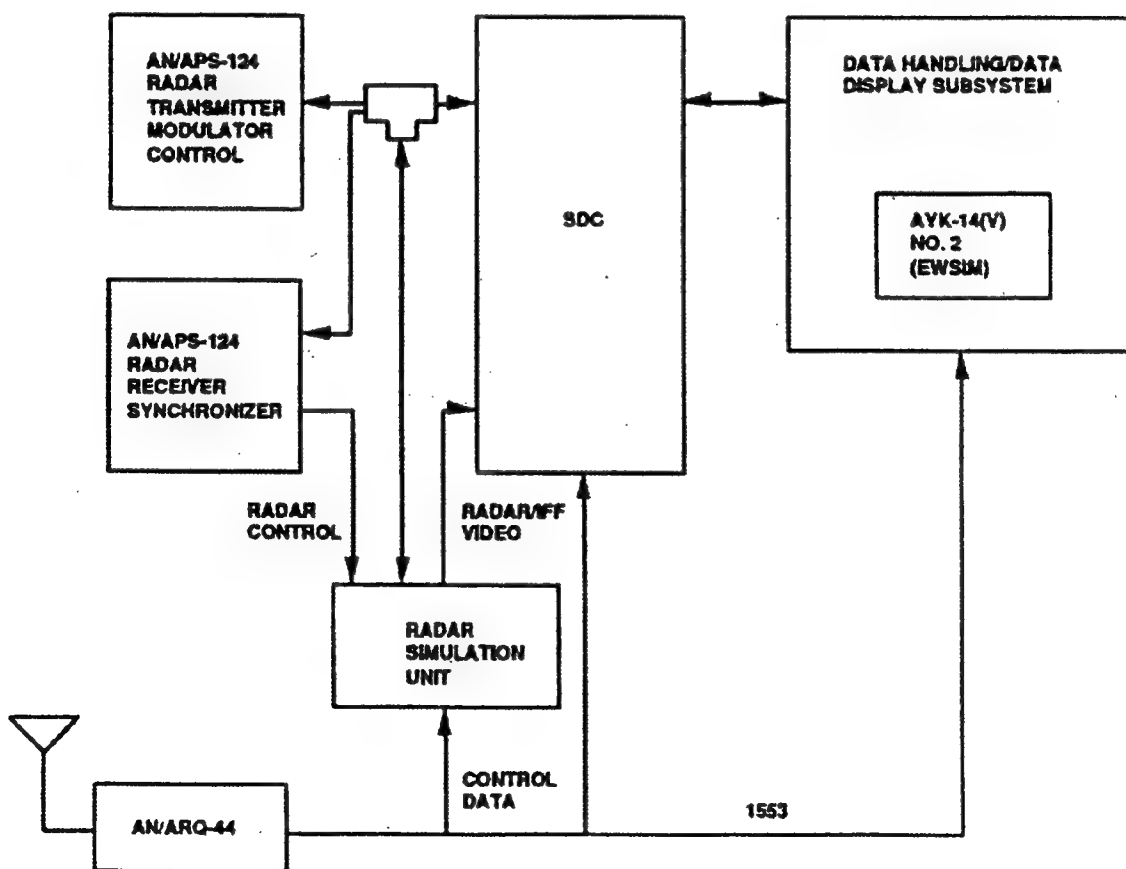 AN/APS-124
RADAR
TRANSMITTER
MODULATOR
CONTROL
DATA HANDLING/DATA
DISPLAY SUBSYSTEM
SDC
AYK-14(V)
NO. 2
(EWSIM)
AN/APS-124
RADAR
RECEIVER
SYNCHRONIZER
RADAR
CONTROL
RADAR/IFF
VIDEO
RADAR
SIMULATION
UNIT
CONTROL
DATA
1553
AN/ARQ-44